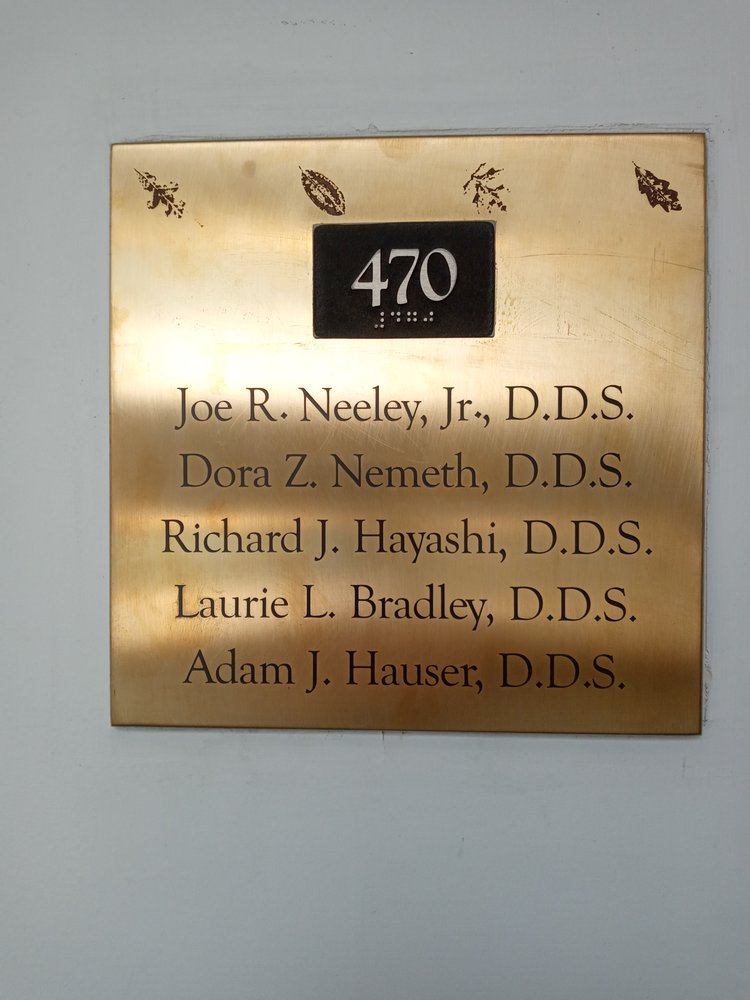 470
⠼⠙⠛⠚
Joe R. Neeley, Jr., D.D.S.
Dora Z. Nemeth, D.D.S.
Richard J. Hayashi, D.D.S.
Laurie L. Bradley, D.D.S.
Adam J. Hauser, D.D.S.